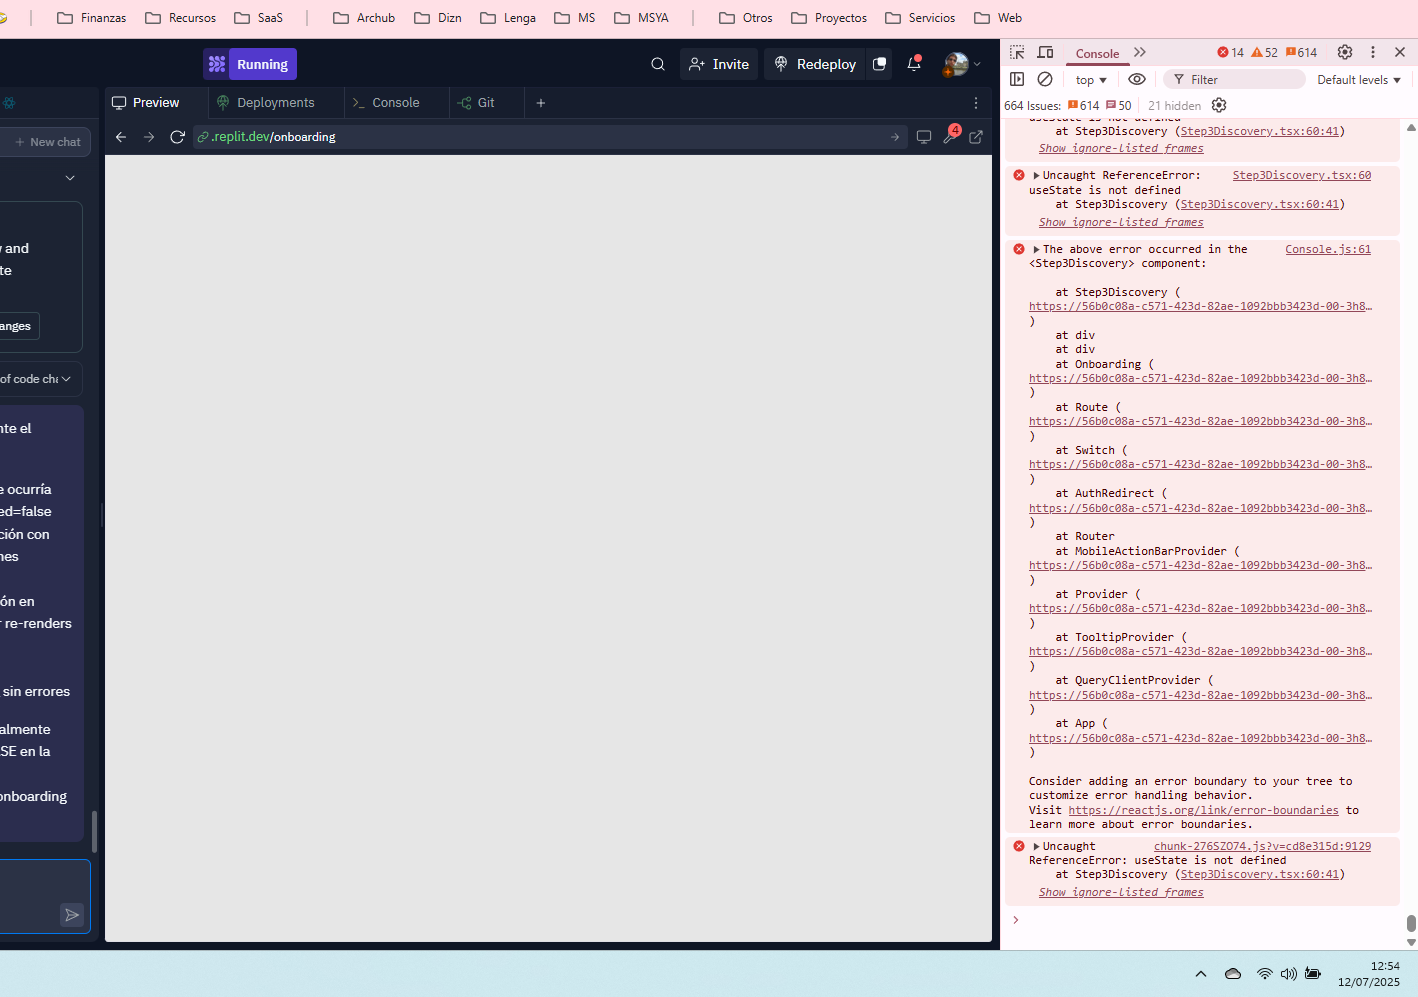 Finanzas Recursos SaaS Archub Dizn Lenga MS MSYA Otros Proyectos Servicios Web
Running
Invite Redeploy
Preview Deployments Console Git
.replit.dev/onboarding
4
New chat
and
te
anges
of code cha
nte el
e ocurría
ed=false
ción con
nes
ón en
r re-renders
sin errores
almente
SE en la
onboarding
Console 14 52 614
top Filter Default levels
664 Issues: 614 50 21 hidden
useState is not defined
at Step3Discovery (Step3Discovery.tsx:60:41)
Show ignore-listed frames
Uncaught ReferenceError: Step3Discovery.tsx:60
useState is not defined
at Step3Discovery (Step3Discovery.tsx:60:41)
Show ignore-listed frames
The above error occurred in the Console.js:61
<Step3Discovery> component:
at Step3Discovery (
https://56b0c08a-c571-423d-82ae-1092bbb3423d-00-3h8…
)
at div
at div
at Onboarding (
https://56b0c08a-c571-423d-82ae-1092bbb3423d-00-3h8…
)
at Route (
https://56b0c08a-c571-423d-82ae-1092bbb3423d-00-3h8…
)
at Switch (
https://56b0c08a-c571-423d-82ae-1092bbb3423d-00-3h8…
)
at AuthRedirect (
https://56b0c08a-c571-423d-82ae-1092bbb3423d-00-3h8…
)
at Router
at MobileActionBarProvider (
https://56b0c08a-c571-423d-82ae-1092bbb3423d-00-3h8…
)
at Provider (
https://56b0c08a-c571-423d-82ae-1092bbb3423d-00-3h8…
)
at TooltipProvider (
https://56b0c08a-c571-423d-82ae-1092bbb3423d-00-3h8…
)
at QueryClientProvider (
https://56b0c08a-c571-423d-82ae-1092bbb3423d-00-3h8…
)
at App (
https://56b0c08a-c571-423d-82ae-1092bbb3423d-00-3h8…
)
Consider adding an error boundary to your tree to
customize error handling behavior.
Visit https://reactjs.org/link/error-boundaries to
learn more about error boundaries.
Uncaught chunk-276SZO74.js?v=cd8e315d:9129
ReferenceError: useState is not defined
at Step3Discovery (Step3Discovery.tsx:60:41)
Show ignore-listed frames
12:54
12/07/2025